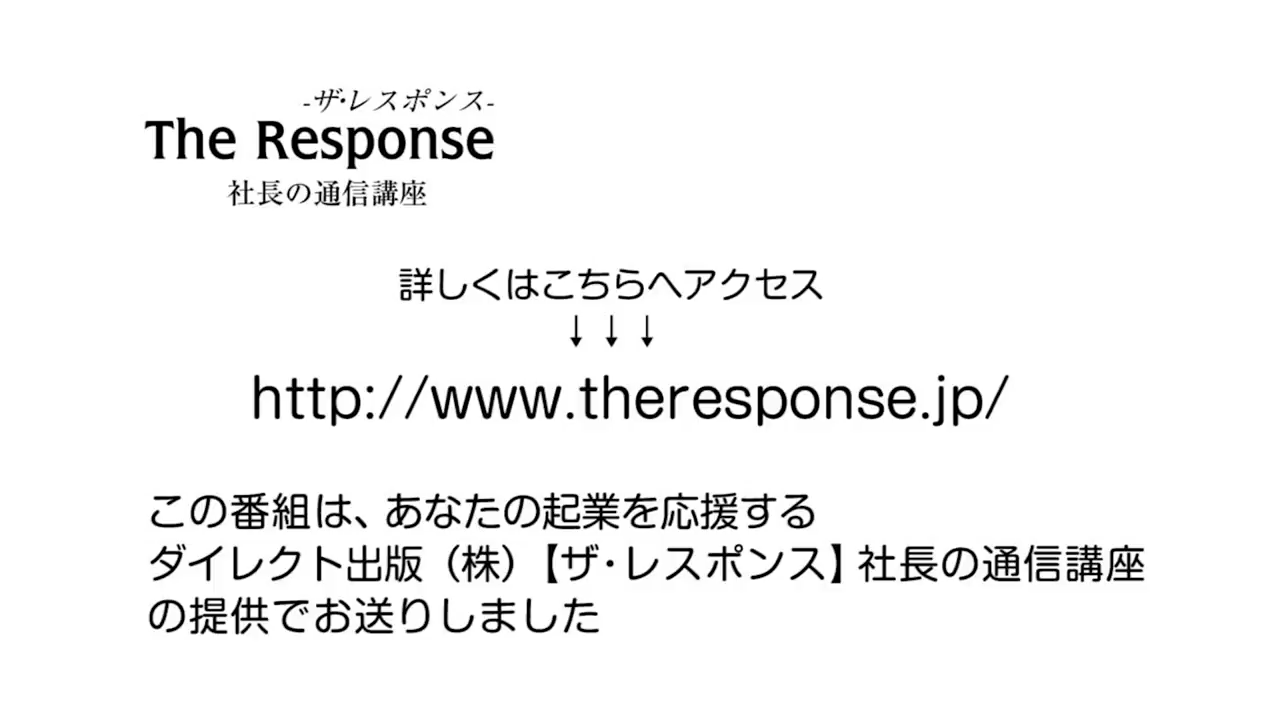 -ザ・レスポンス-
The Response
社長の通信講座
詳しくはこちらへアクセス
↓↓↓
http://www.theresponse.jp/
この番組は、あなたの起業を応援する
ダイレクト出版（株）【ザ・レスポンス】社長の通信講座
の提供でお送りしました